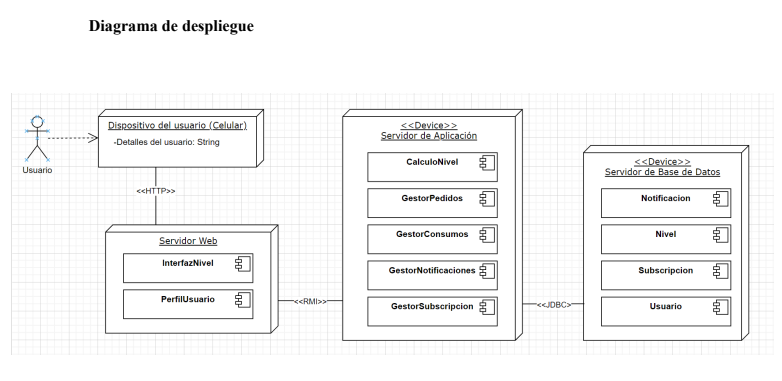 Diagrama de despliegue
Dispositivo del usuario (Celular)
-Detalles del usuario: String
Usuario
<<HTTP>>
Servidor Web
InterfazNivel
PerfilUsuario
<<RMI>>
<<Device>>
Servidor de Aplicación
CalculoNivel
GestorPedidos
GestorConsumos
GestorNotificaciones
GestorSubscripcion
<<JDBC>
<<Device>>
Servidor de Base de Datos
Notificacion
Nivel
Subscripcion
Usuario